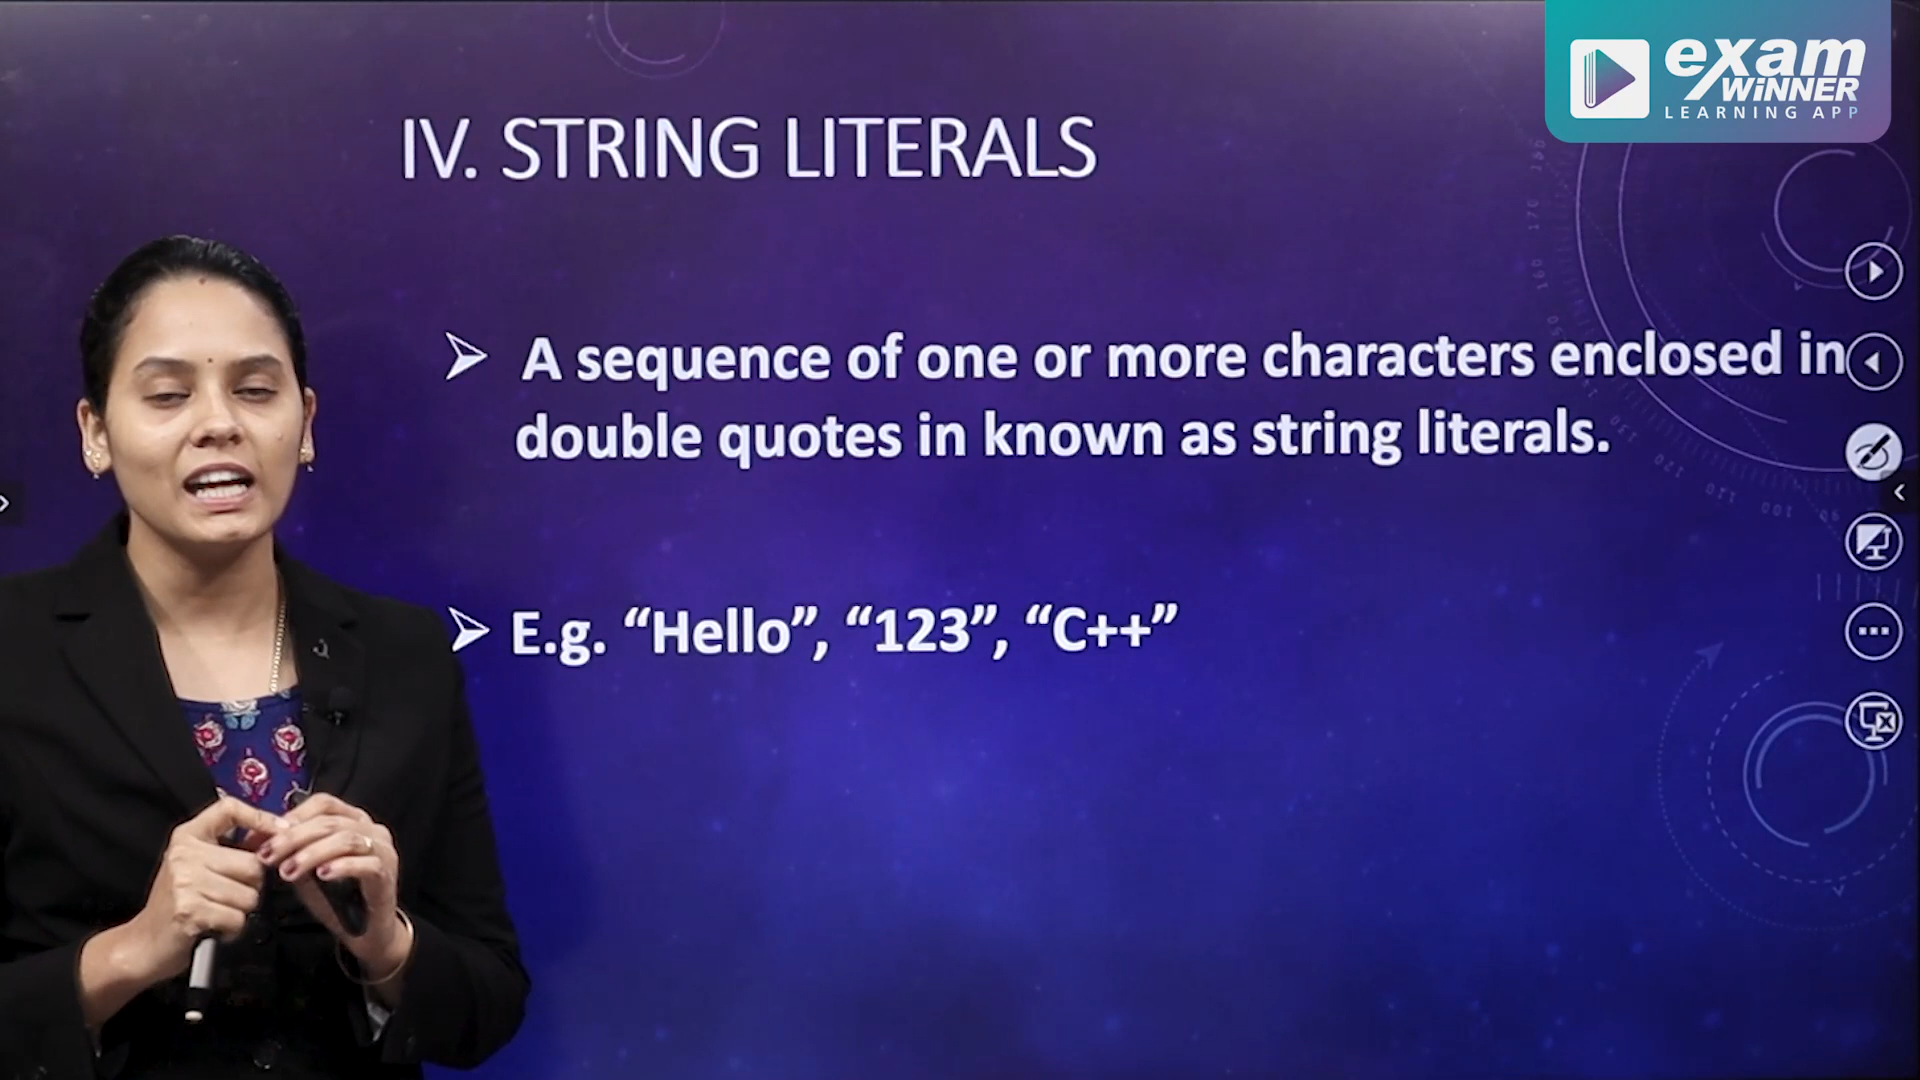 exam
WiNNER
LEARNING APP
IV. STRING LITERALS
A sequence of one or more characters enclosed in
double quotes in known as string literals.
E.g. “Hello”, “123”, “C++”